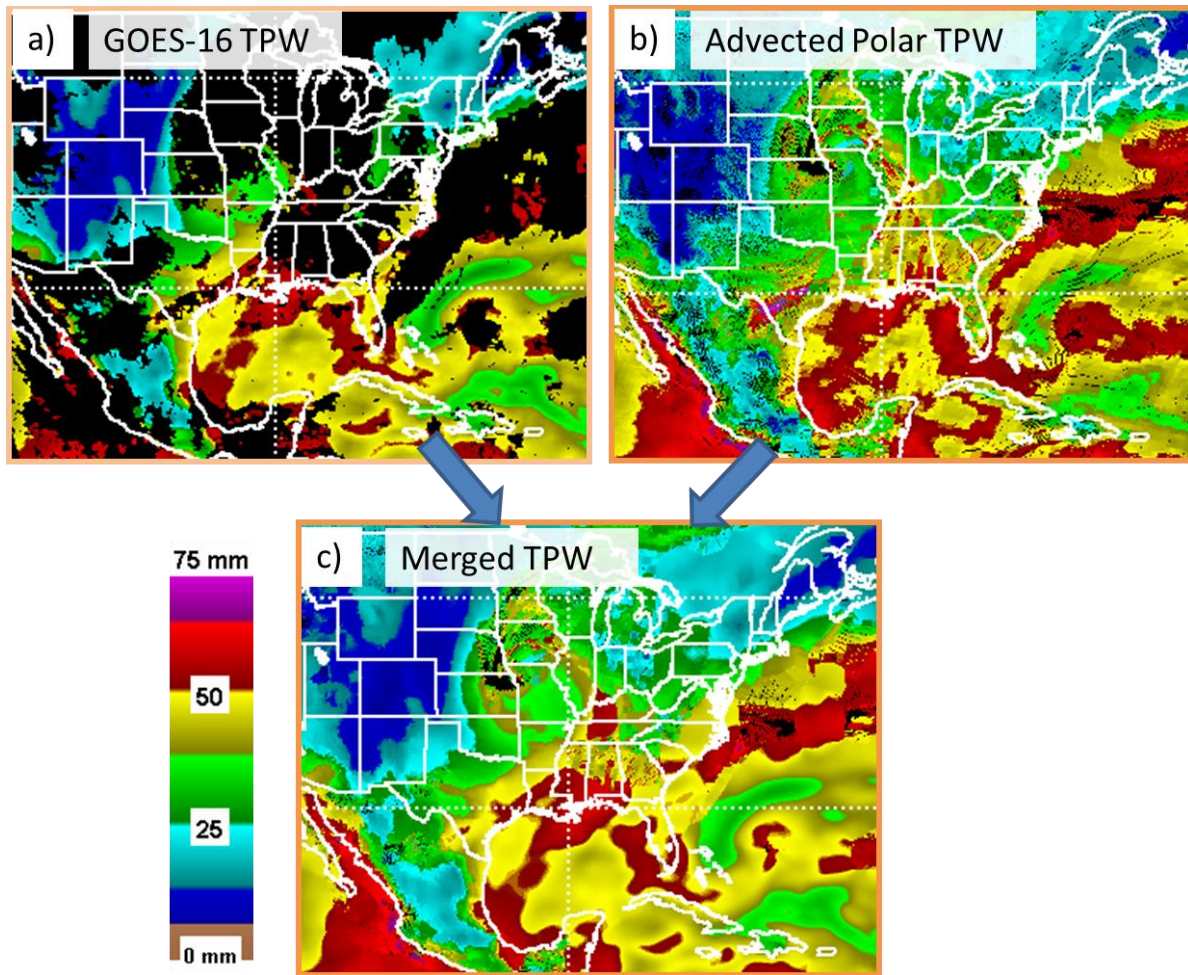 a) GOES-16 TPW
b) Advected Polar TPW
c) Merged TPW
75 mm
50
25
0 mm